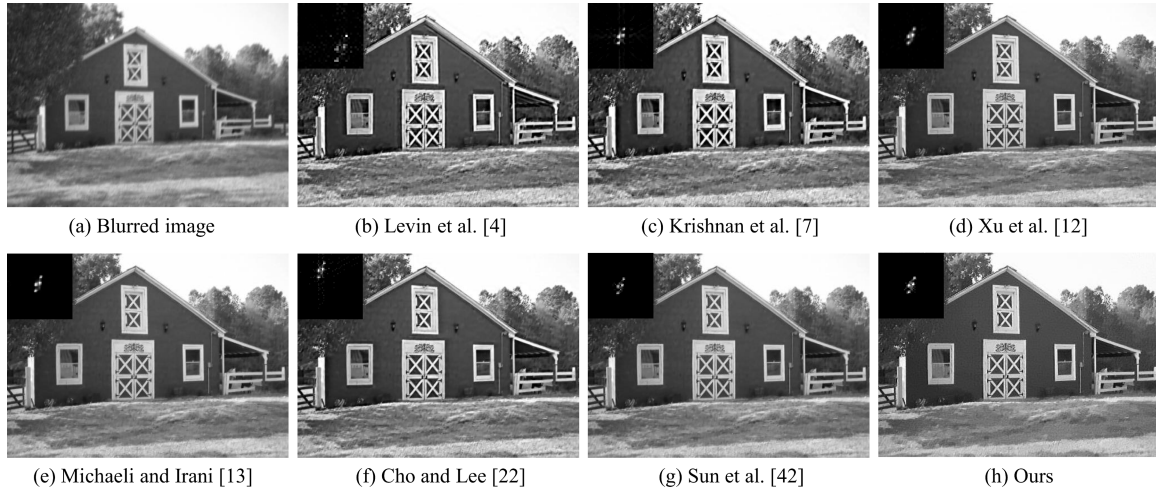 (a) Blurred image
(b) Levin et al. [4]
(c) Krishnan et al. [7]
(d) Xu et al. [12]
(e) Michaeli and Irani [13]
(f) Cho and Lee [22]
(g) Sun et al. [42]
(h) Ours